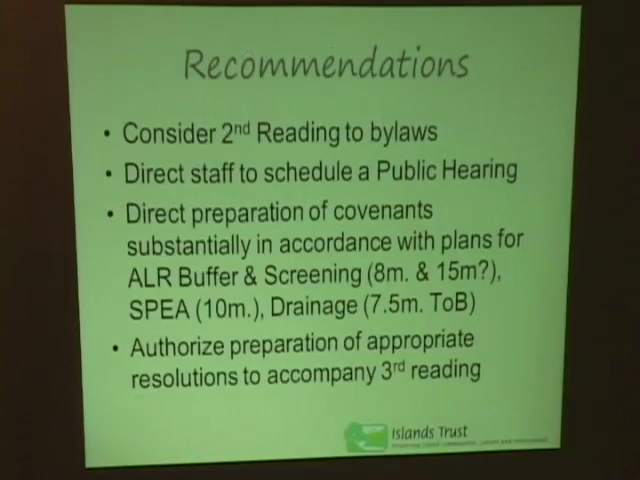 Recommendations
• Consider 2nd Reading to bylaws
• Direct staff to schedule a Public Hearing
• Direct preparation of covenants
substantially in accordance with plans for
ALR Buffer & Screening (8m. & 15m?),
SPEA (10m.), Drainage (7.5m. ToB)
• Authorize preparation of appropriate
resolutions to accompany 3rd reading
Islands Trust